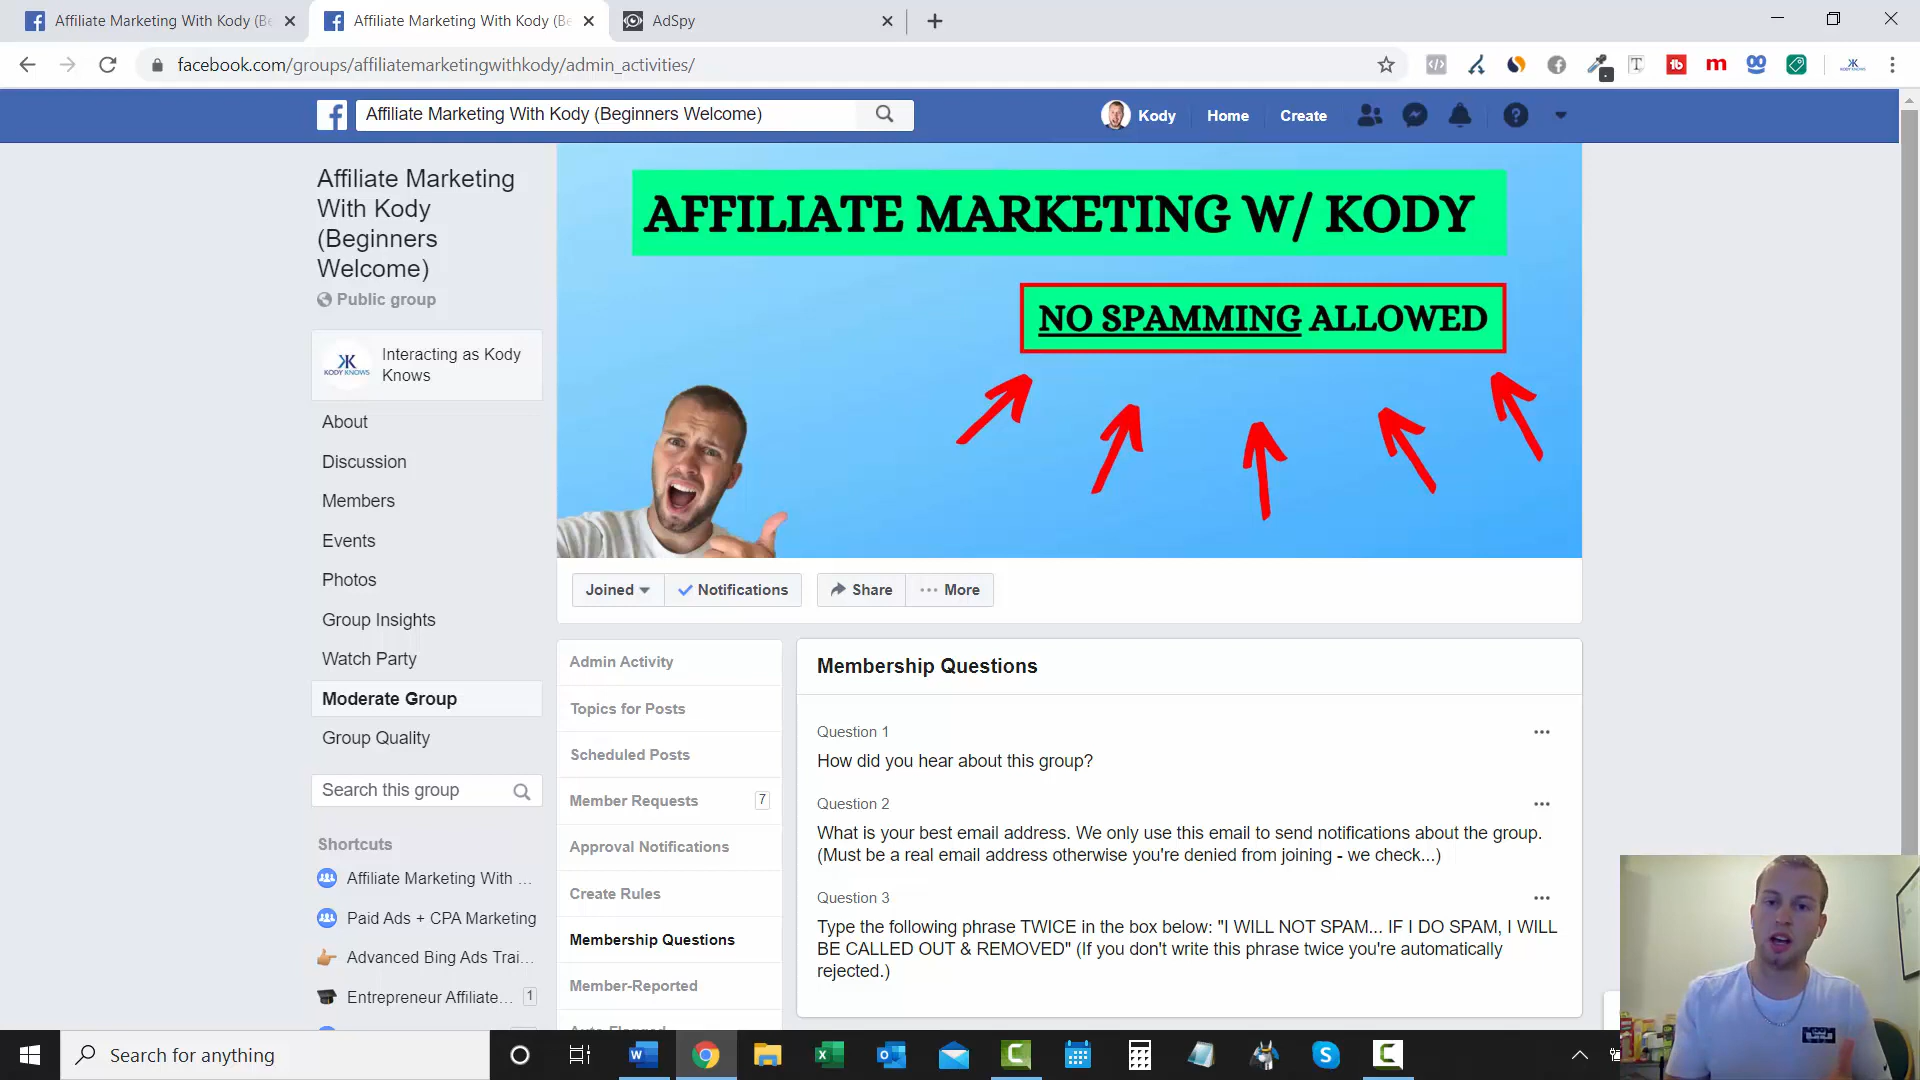 Affiliate Marketing With Kody (Be
Affiliate Marketing With Kody (Be
AdSpy
facebook.com/groups/affiliatemarketingwithkody/admin_activities/
Affiliate Marketing With Kody (Beginners Welcome)
Kody
Home
Create
Affiliate Marketing
With Kody
(Beginners
Welcome)
Public group
KODY KNOWS
Interacting as Kody
Knows
About
Discussion
Members
Events
Photos
Group Insights
Watch Party
Moderate Group
Group Quality
Search this group
Shortcuts
Affiliate Marketing With ...
Paid Ads + CPA Marketing
Advanced Bing Ads Trai...
Entrepreneur Affiliate... 1
AFFILIATE MARKETING W/ KODY
NO SPAMMING ALLOWED
Joined
Notifications
Share
More
Admin Activity
Topics for Posts
Scheduled Posts
Member Requests 7
Approval Notifications
Create Rules
Membership Questions
Member-Reported
Auto-Flagged
Membership Questions
Question 1
How did you hear about this group?
Question 2
What is your best email address. We only use this email to send notifications about the group.
(Must be a real email address otherwise you're denied from joining - we check...)
Question 3
Type the following phrase TWICE in the box below: "I WILL NOT SPAM... IF I DO SPAM, I WILL
BE CALLED OUT & REMOVED" (If you don't write this phrase twice you're automatically
rejected.)
Search for anything